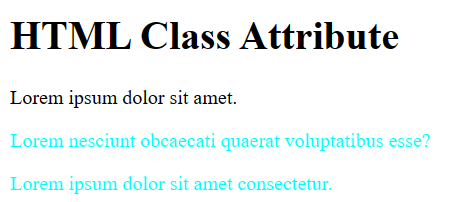 HTML Class Attribute
Lorem ipsum dolor sit amet.
Lorem nesciunt obcaecati quaerat voluptatibus esse?
Lorem ipsum dolor sit amet consectetur.